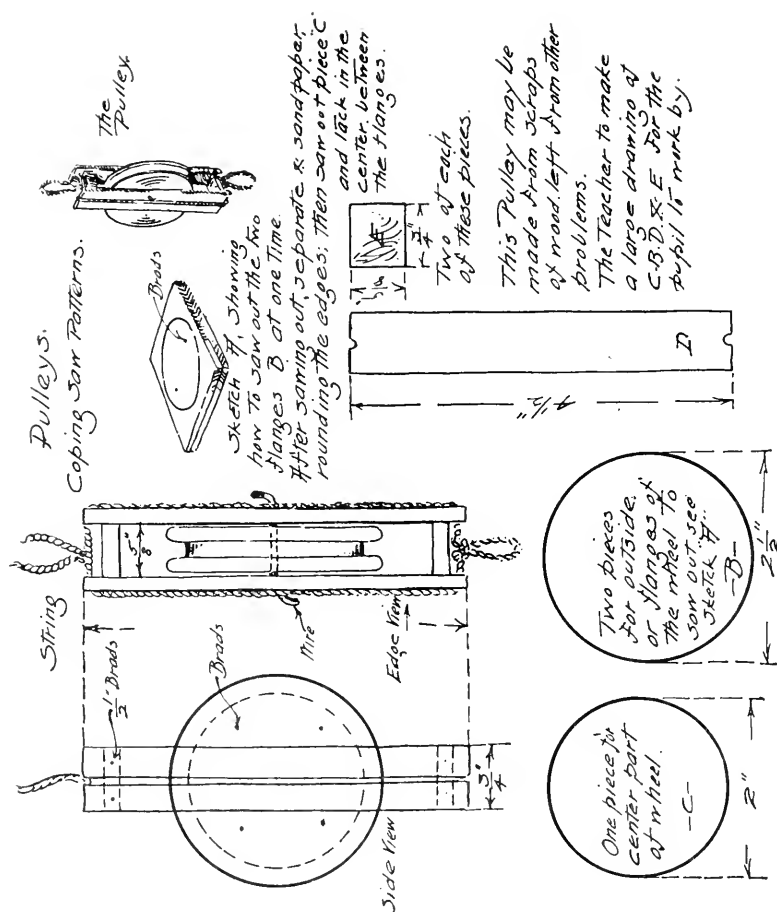 Pulleys.
Coping Saw Patterns.
The
Pulley.
Brads
Sketch A, showing
how to saw out the two
flanges B at one time.
After sawing out, separate & sandpaper,
rounding the edges; then saw out piece "C"
and tack in the
center, between
the flanges.
String
1/2" Brads
Brads
5/8"
Wire
Edge View
Side View
3/4"
4 1/2"
D
E
5/8"
3/4"
Two of each
of these pieces.
This Pulley may be
made from scraps
of wood left from other
problems.
The Teacher to make
a large drawing of
C-B-D & E for the
pupil to work by.
One piece for
center part
of wheel.
-C-
2"
Two pieces
for outside.
or flanges of
the wheel to
saw out see
sketch "A"
-B-